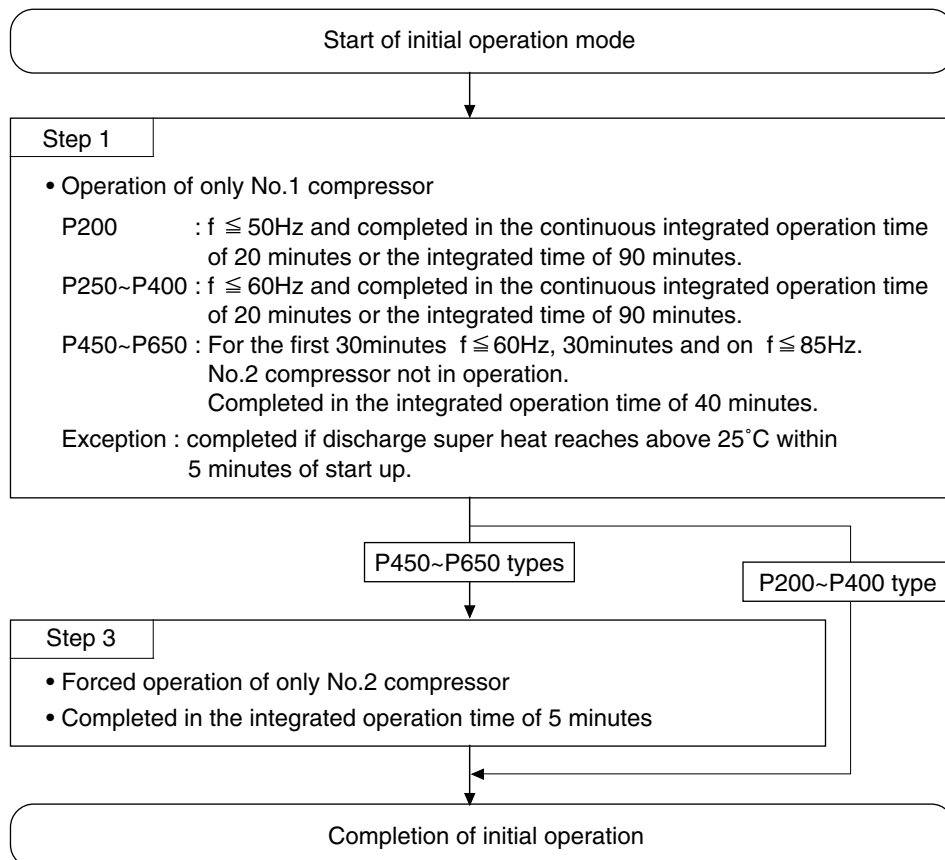 Start of initial operation mode
Step 1
• Operation of only No.1 compressor
P200 : f ≦ 50Hz and completed in the continuous integrated operation time
of 20 minutes or the integrated time of 90 minutes.
P250~P400 : f ≦ 60Hz and completed in the continuous integrated operation time
of 20 minutes or the integrated time of 90 minutes.
P450~P650 : For the first 30minutes f ≦ 60Hz, 30minutes and on f ≦ 85Hz.
No.2 compressor not in operation.
Completed in the integrated operation time of 40 minutes.
Exception : completed if discharge super heat reaches above 25˚C within
5 minutes of start up.
P450~P650 types
P200~P400 type
Step 3
• Forced operation of only No.2 compressor
• Completed in the integrated operation time of 5 minutes
Completion of initial operation